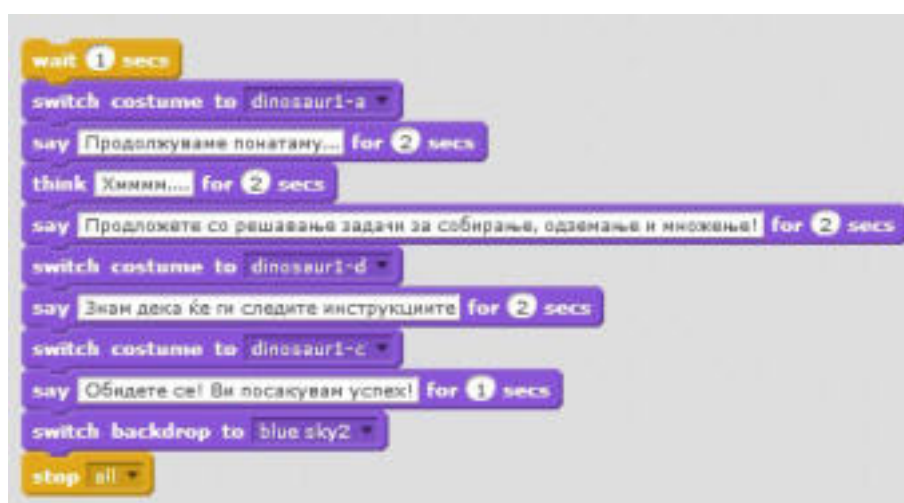 wait 1 secs
switch costume to dinosaur1-a
say Продолжуваме понатаму... for 2 secs
think Хмммм.... for 2 secs
say Продложете со решавање задачи за собирање, одземање и множење! for 2 secs
switch costume to dinosaur1-d
say Знам дека ќе ги следите инструкциите for 2 secs
switch costume to dinosaur1-c
say Обидете се! Ви посакувам успех! for 1 secs
switch backdrop to blue sky2
stop all